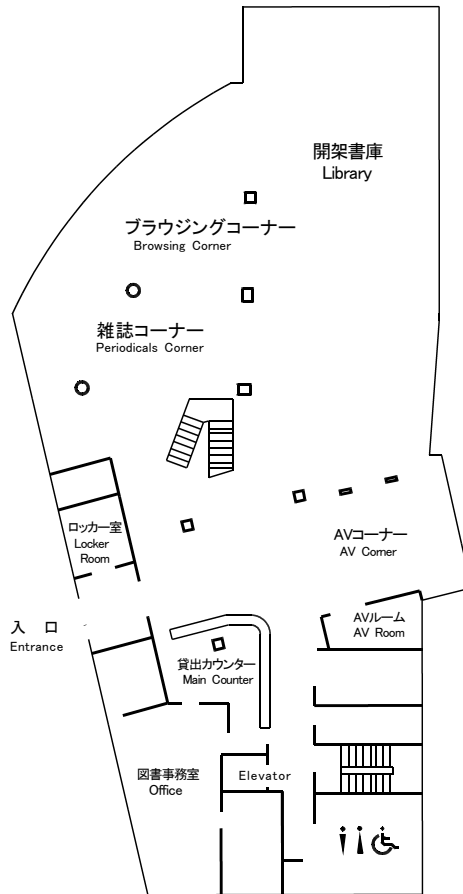 開架書庫
Library
ブラウジングコーナー
Browsing Corner
雑誌コーナー
Periodicals Corner
ロッカー室
Locker
Room
AVコーナー
AV Corner
入 口
Entrance
AVルーム
AV Room
貸出カウンター
Main Counter
図書事務室
Office
Elevator